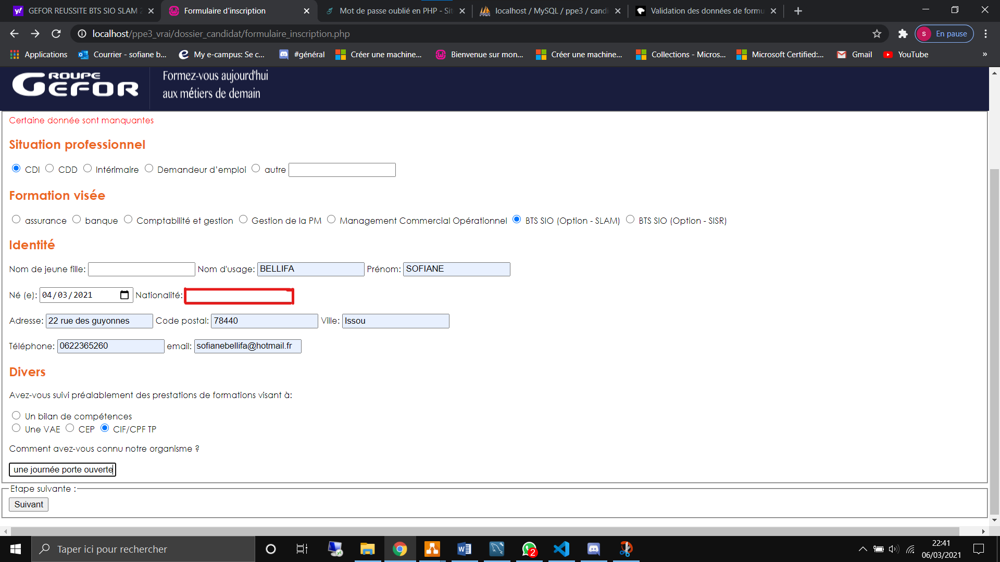 GEFOR REUSSITE BTS SIO SLAM 2
Formulaire d'inscription
Mot de passe oublié en PHP - Sit
localhost / MySQL / ppe3 / candi
Validation des données de formu
localhost/ppe3_vrai/dossier_candidat/formulaire_inscription.php
s
En pause
Applications
Courrier - sofiane b...
My e-campus: Se c...
#général
Créer une machine...
Bienvenue sur mon...
Créer une machine...
Collections - Micros...
Microsoft Certified:...
Gmail
YouTube
»
GROUPE GEFOR
Formez-vous aujourd'hui
aux métiers de demain
Certaine donnée sont manquantes
Situation professionnel
CDI CDD Intérimaire Demandeur d’emploi autre
Formation visée
assurance banque Comptabilité et gestion Gestion de la PM Management Commercial Opérationnel BTS SIO (Option - SLAM) BTS SIO (Option - SISR)
Identité
Nom de jeune fille: Nom d'usage: BELLIFA Prénom: SOFIANE
Né (e): 04/03/2021 Nationalité:
Adresse: 22 rue des guyonnes Code postal: 78440 Ville: Issou
Téléphone: 0622365260 email: sofianebellifa@hotmail.fr
Divers
Avez-vous suivi préalablement des prestations de formations visant à:
Un bilan de compétences
Une VAE CEP CIF/CPF TP
Comment avez-vous connu notre organisme ?
une journée porte ouverte
Etape suivante :
Suivant
Taper ici pour rechercher
2
22:41
06/03/2021